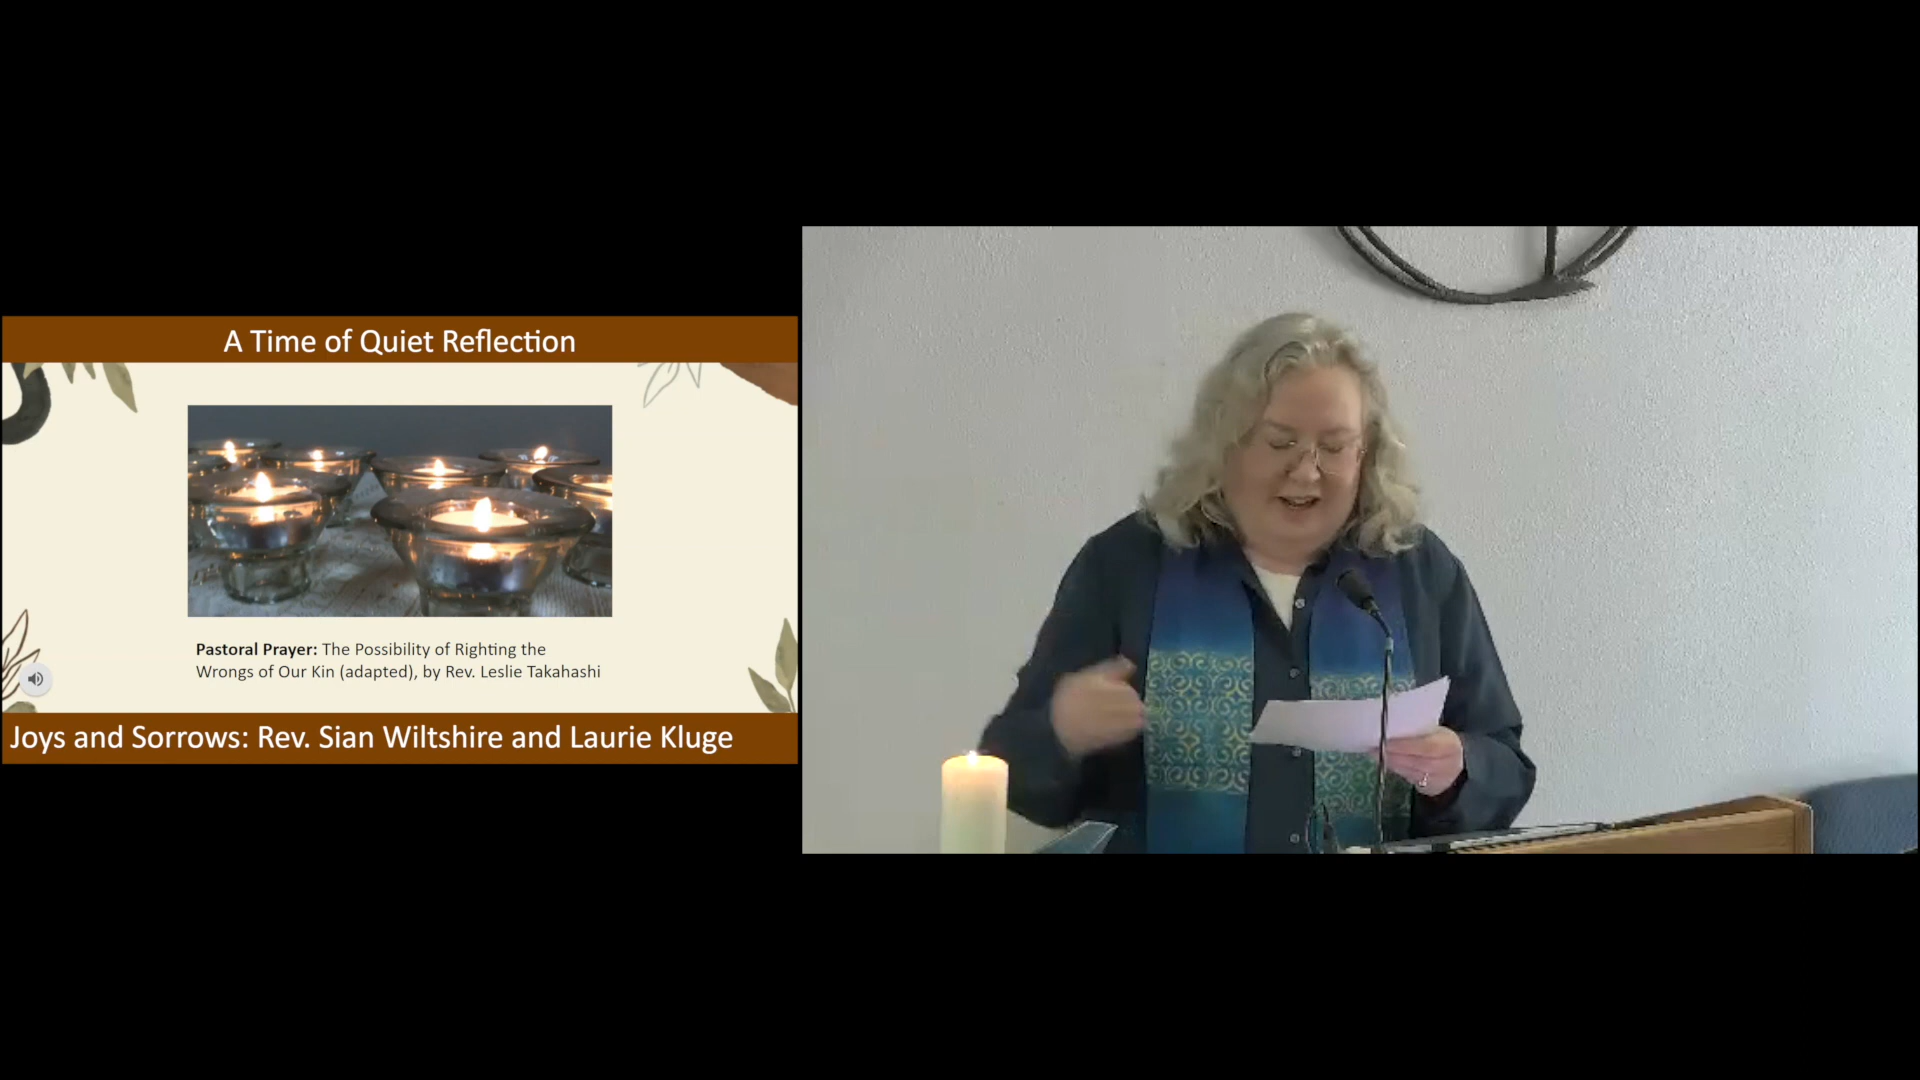 A Time of Quiet Reflection
Pastoral Prayer: The Possibility of Righting the
Wrongs of Our Kin (adapted), by Rev. Leslie Takahashi
Joys and Sorrows: Rev. Sian Wiltshire and Laurie Kluge